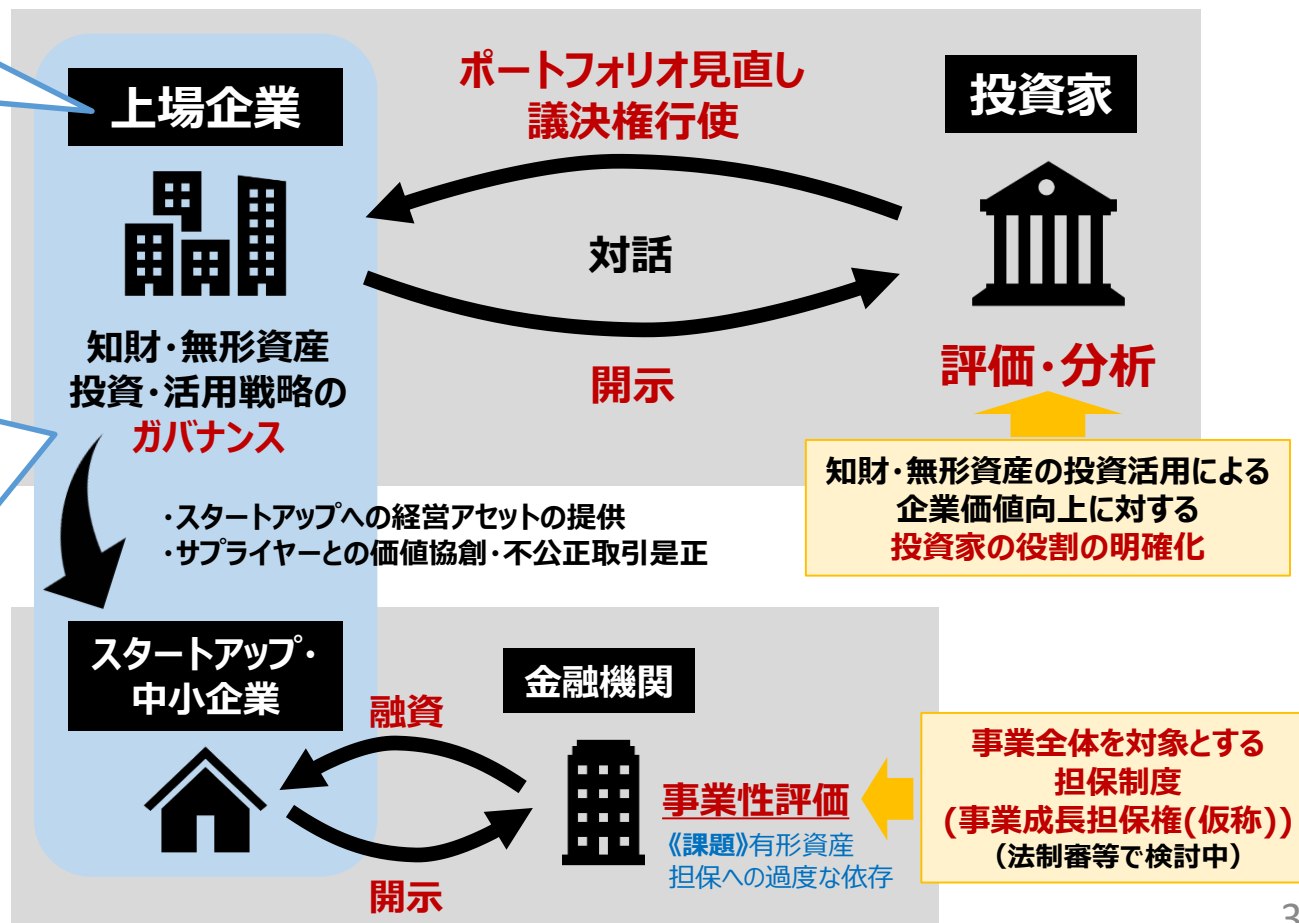 上場企業
ポートフォリオ見直し
議決権行使
投資家
対話
知財・無形資産
投資・活用戦略の
ガバナンス
開示
評価・分析
知財・無形資産の投資活用による
企業価値向上に対する
投資家の役割の明確化
・スタートアップへの経営アセットの提供
・サプライヤーとの価値協創・不公正取引是正
スタートアップ・
中小企業
金融機関
融資
事業性評価
《課題》有形資産
担保への過度な依存
開示
事業全体を対象とする
担保制度
(事業成長担保権(仮称))
（法制審等で検討中）
3